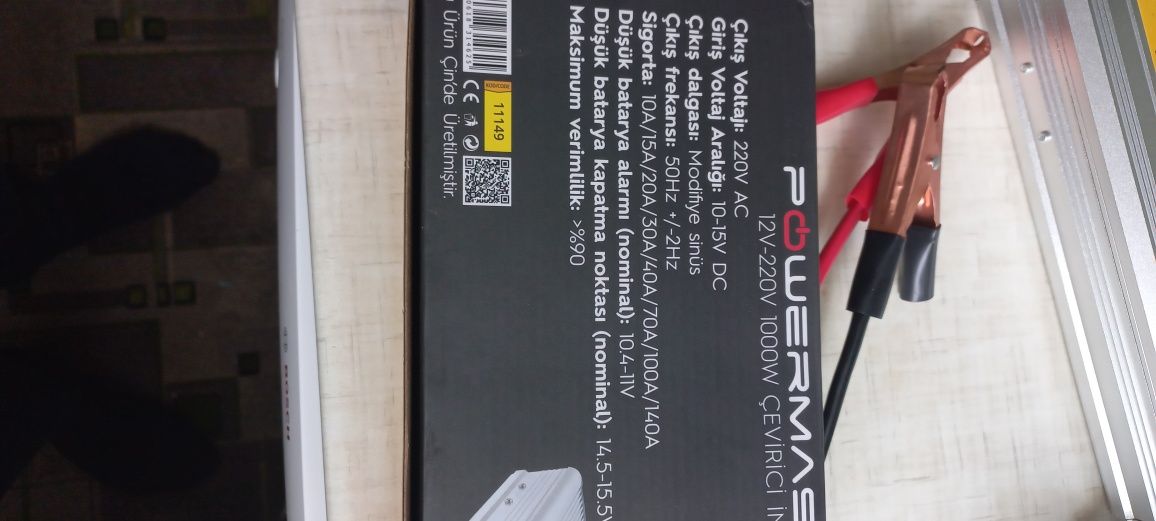 POWERMAS
12V-220V 1000W ÇEVİRİCİ İN
Çıkış Voltajı: 220V AC
Giriş Voltaj Aralığı: 10-15V DC
Çıkış dalgası: Modifiye sinüs
Çıkış frekansı: 50Hz +/-2Hz
Sigorta: 10A/15A/20A/30A/40A/70A/100A/140A
Düşük batarya alarmı (nominal): 10.4-11V
Düşük batarya kapatma noktası (nominal): 14.5-15.5V
Maksimum verimlilik: >%90
KOD/CODE
11149
CE
Ürün Çin'de Üretilmiştir.
BOSCH